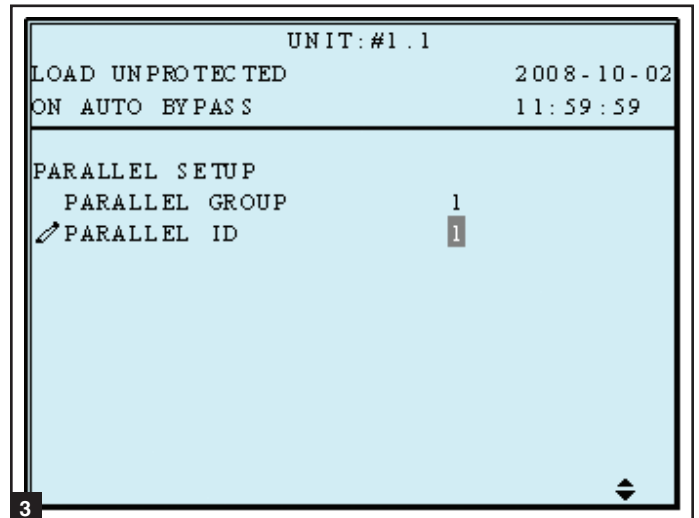 UNIT:#1.1
LOAD UNPROTECTED 2008-10-02
ON AUTO BYPASS 11:59:59
PARALLEL SETUP
PARALLEL GROUP 1
PARALLEL ID 1
3